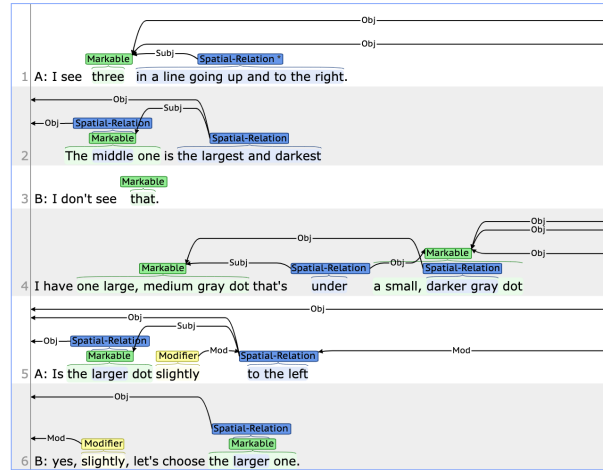 Obj
Obj
Subj
Markable Spatial-Relation *
1 A: I see three in a line going up and to the right.
Obj
Subj
Obj Spatial-Relation
Markable Spatial-Relation
2 The middle one is the largest and darkest
Markable
3 B: I don't see that.
Obj
Obj
Obj
Markable Obj
Subj Obj
Markable Spatial-Relation Spatial-Relation
4 I have one large, medium gray dot that's under a small, darker gray dot
Obj
Obj
Subj
Obj Spatial-Relation
Mod Mod
Markable Modifier Spatial-Relation
5 A: Is the larger dot slightly to the left
Obj
Spatial-Relation
Mod Modifier Markable
6 B: yes, slightly, let's choose the larger one.